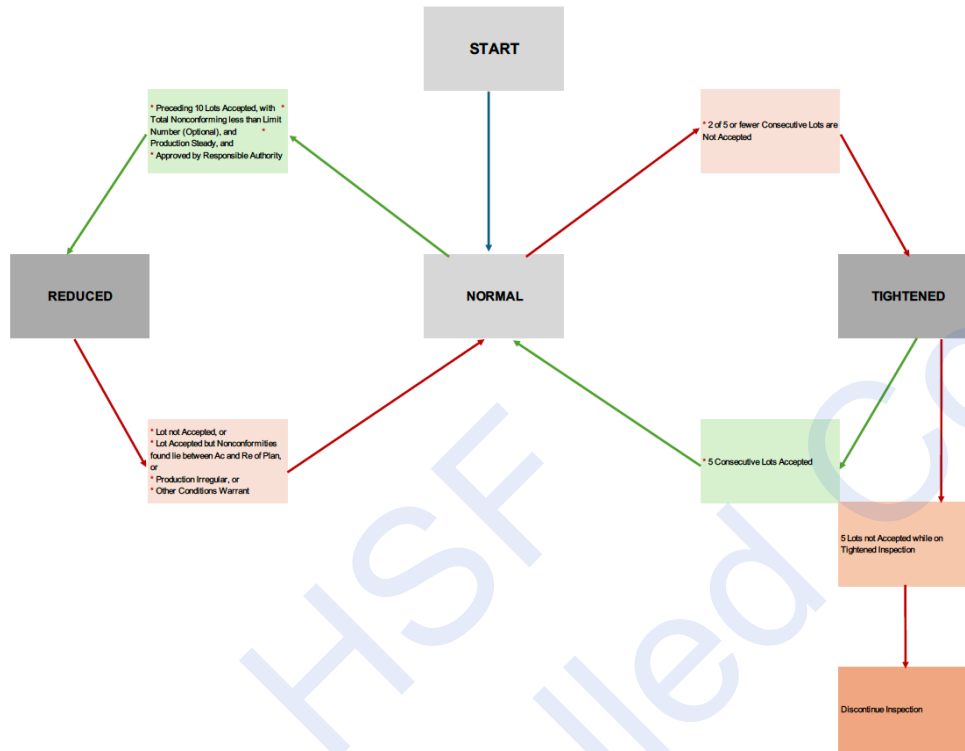 START
* Preceding 10 Lots Accepted, with *
Total Nonconforming less than Limit
Number (Optional), and *
Production Steady, and
* Approved by Responsible Authority
* 2 of 5 or fewer Consecutive Lots are
Not Accepted
REDUCED
NORMAL
TIGHTENED
* Lot not Accepted, or
* Lot Accepted but Nonconformities
found lie between Ac and Re of Plan,
or
* Production Irregular, or
* Other Conditions Warrant
* 5 Consecutive Lots Accepted
5 Lots not Accepted while on
Tightened Inspection
Discontinue Inspection
HSF
lled Co